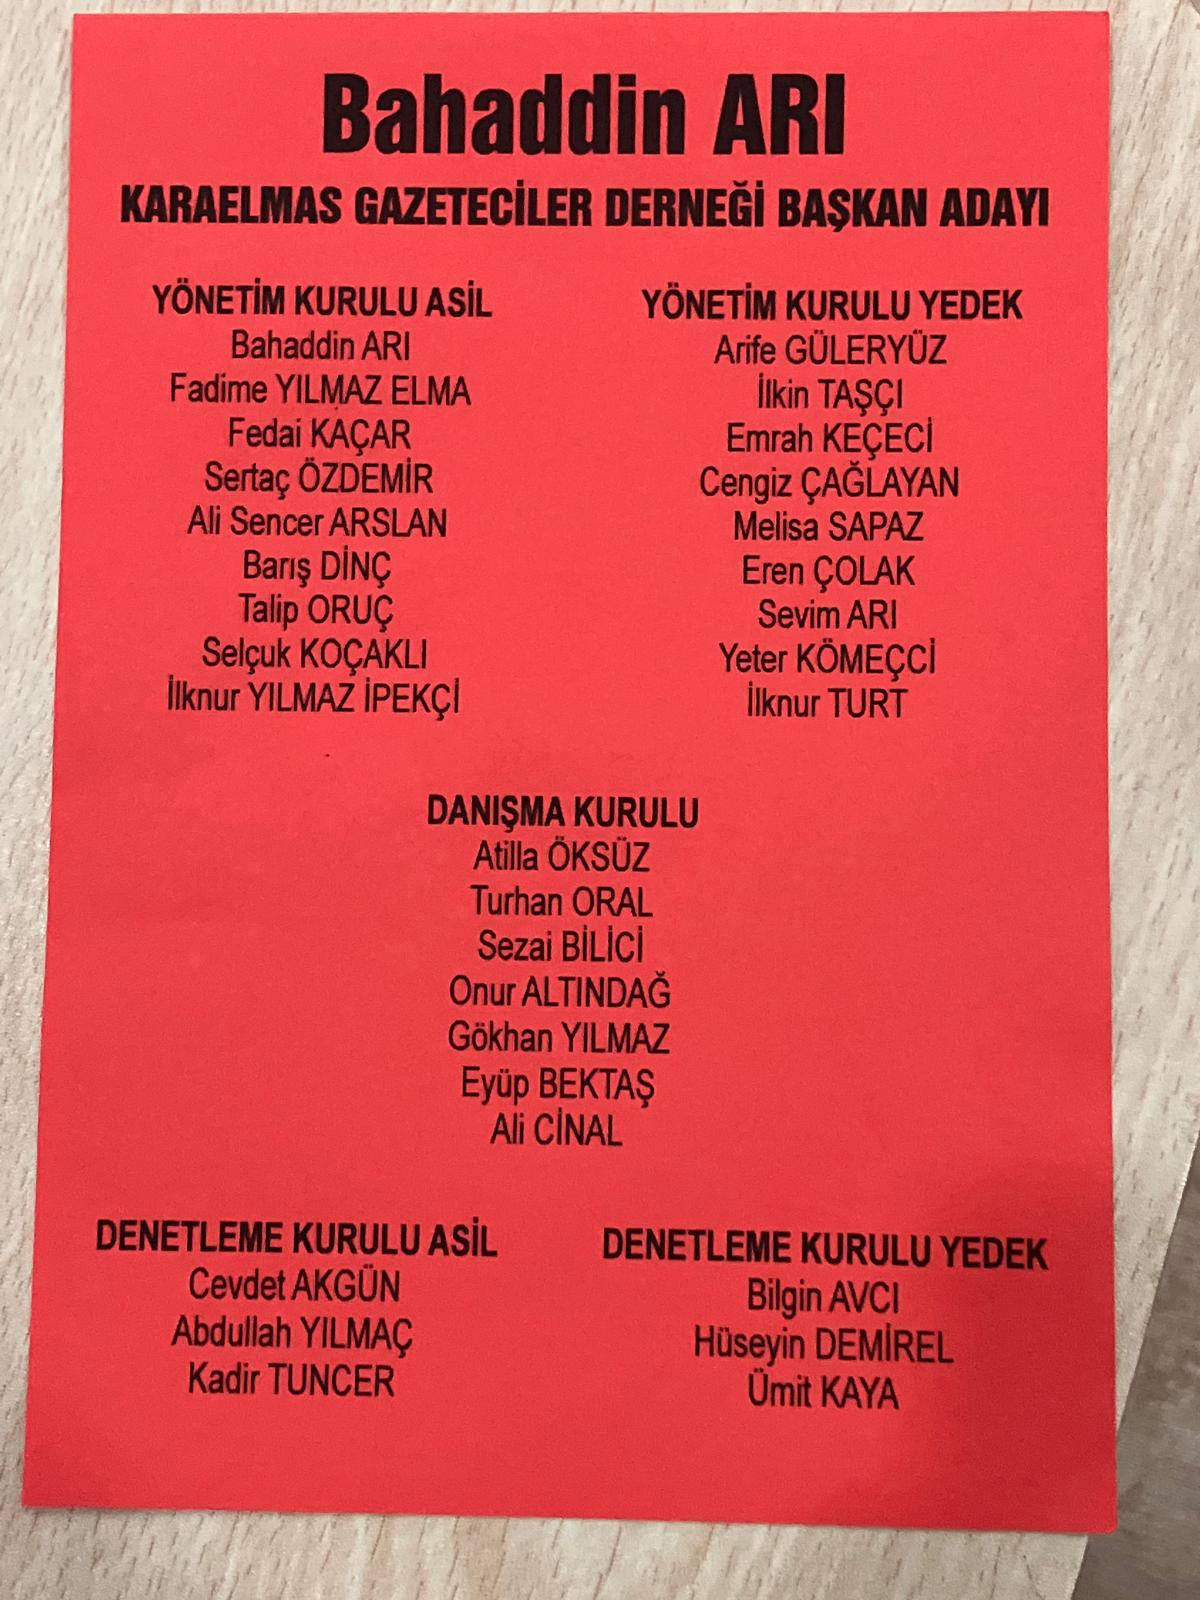 Bahaddin ARI
KARAELMAS GAZETECİLER DERNEĞİ BAŞKAN ADAYI
YÖNETİM KURULU ASİL
Bahaddin ARI
Fadime YILMAZ ELMA
Fedai KAÇAR
Sertaç ÖZDEMİR
Ali Sencer ARSLAN
Barış DİNÇ
Talip ORUÇ
Selçuk KOÇAKLI
İlknur YILMAZ İPEKÇİ
YÖNETİM KURULU YEDEK
Arife GÜLERYÜZ
İlkin TAŞÇI
Emrah KEÇECİ
Cengiz ÇAĞLAYAN
Melisa SAPAZ
Eren ÇOLAK
Sevim ARI
Yeter KÖMEÇCİ
İlknur TURT
DANIŞMA KURULU
Atilla ÖKSÜZ
Turhan ORAL
Sezai BİLİCİ
Onur ALTINDAĞ
Gökhan YILMAZ
Eyüp BEKTAŞ
Ali CİNAL
DENETLEME KURULU ASİL
Cevdet AKGÜN
Abdullah YILMAÇ
Kadir TUNCER
DENETLEME KURULU YEDEK
Bilgin AVCI
Hüseyin DEMİREL
Ümit KAYA